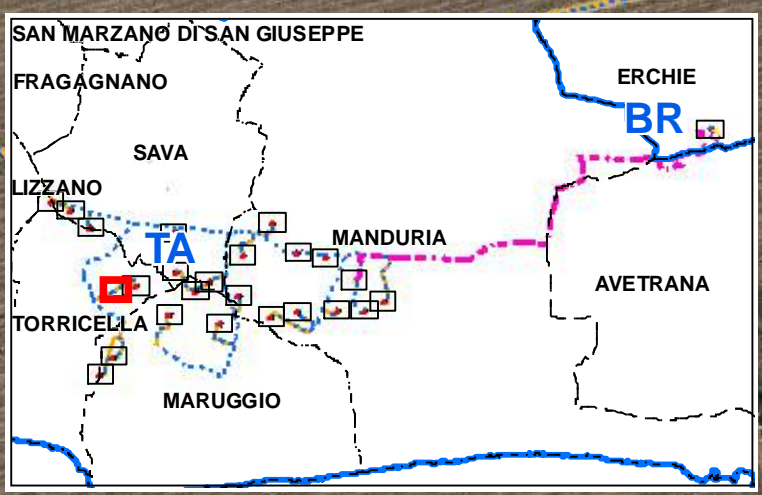 SAN MARZANO DI SAN GIUSEPPE
FRAGAGNANO
ERCHIE
BR
SAVA
LIZZANO
TA
MANDURIA
AVETRANA
TORRICELLA
MARUGGIO